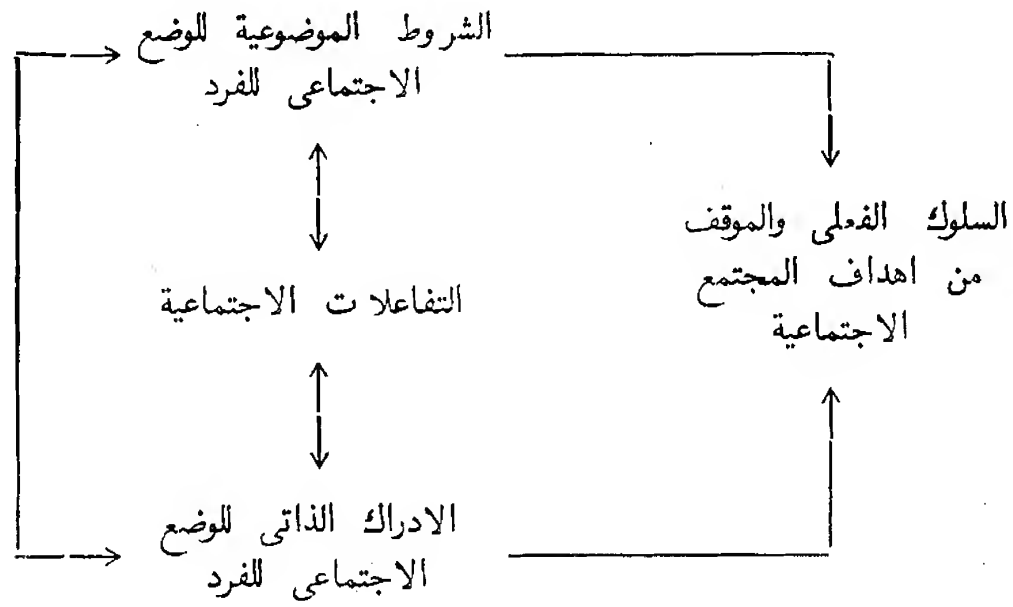 الشروط الموضوعية للوضع
الاجتماعى للفرد
السلوك الفعلى والموقف
من اهداف المجتمع
الاجتماعية
التفاعلات الاجتماعية
الادراك الذاتى للوضع
الاجتماعى للفرد